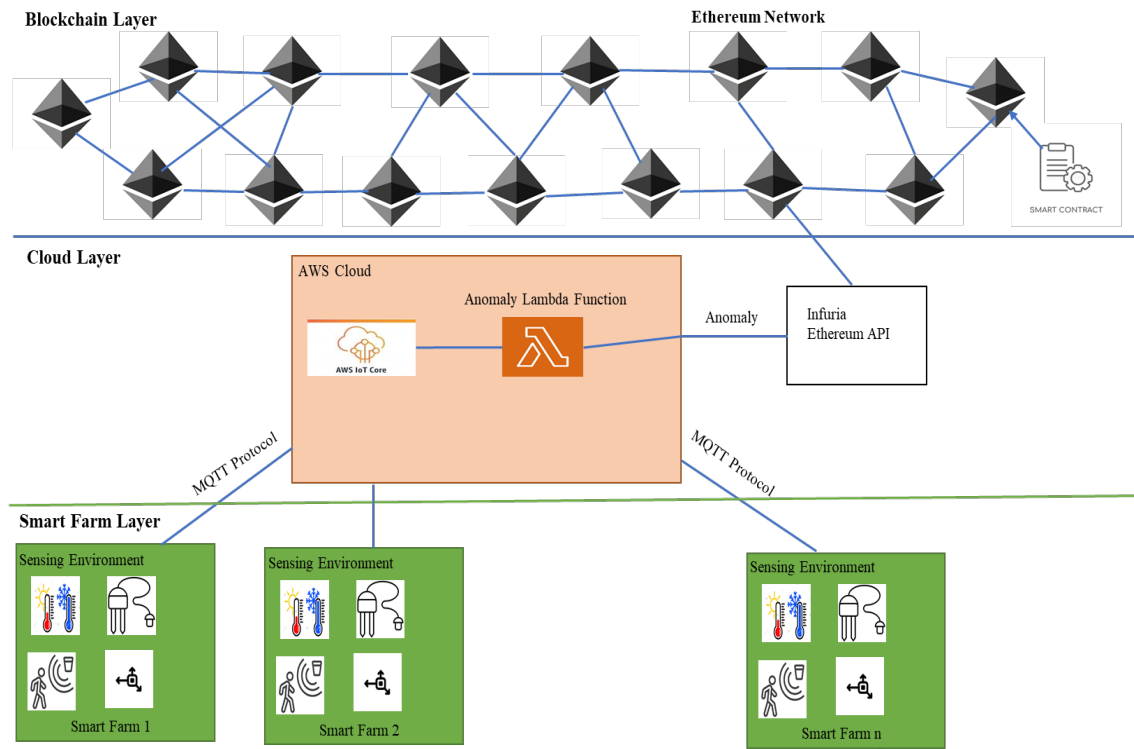 Blockchain Layer
Ethereum Network
SMART CONTRACT
Cloud Layer
AWS Cloud
Anomaly Lambda Function
AWS IoT Core
Anomaly
Infuria
Ethereum API
MQTT Protocol
MQTT Protocol
Smart Farm Layer
Sensing Environment
Smart Farm 1
Sensing Environment
Smart Farm 2
Sensing Environment
Smart Farm n